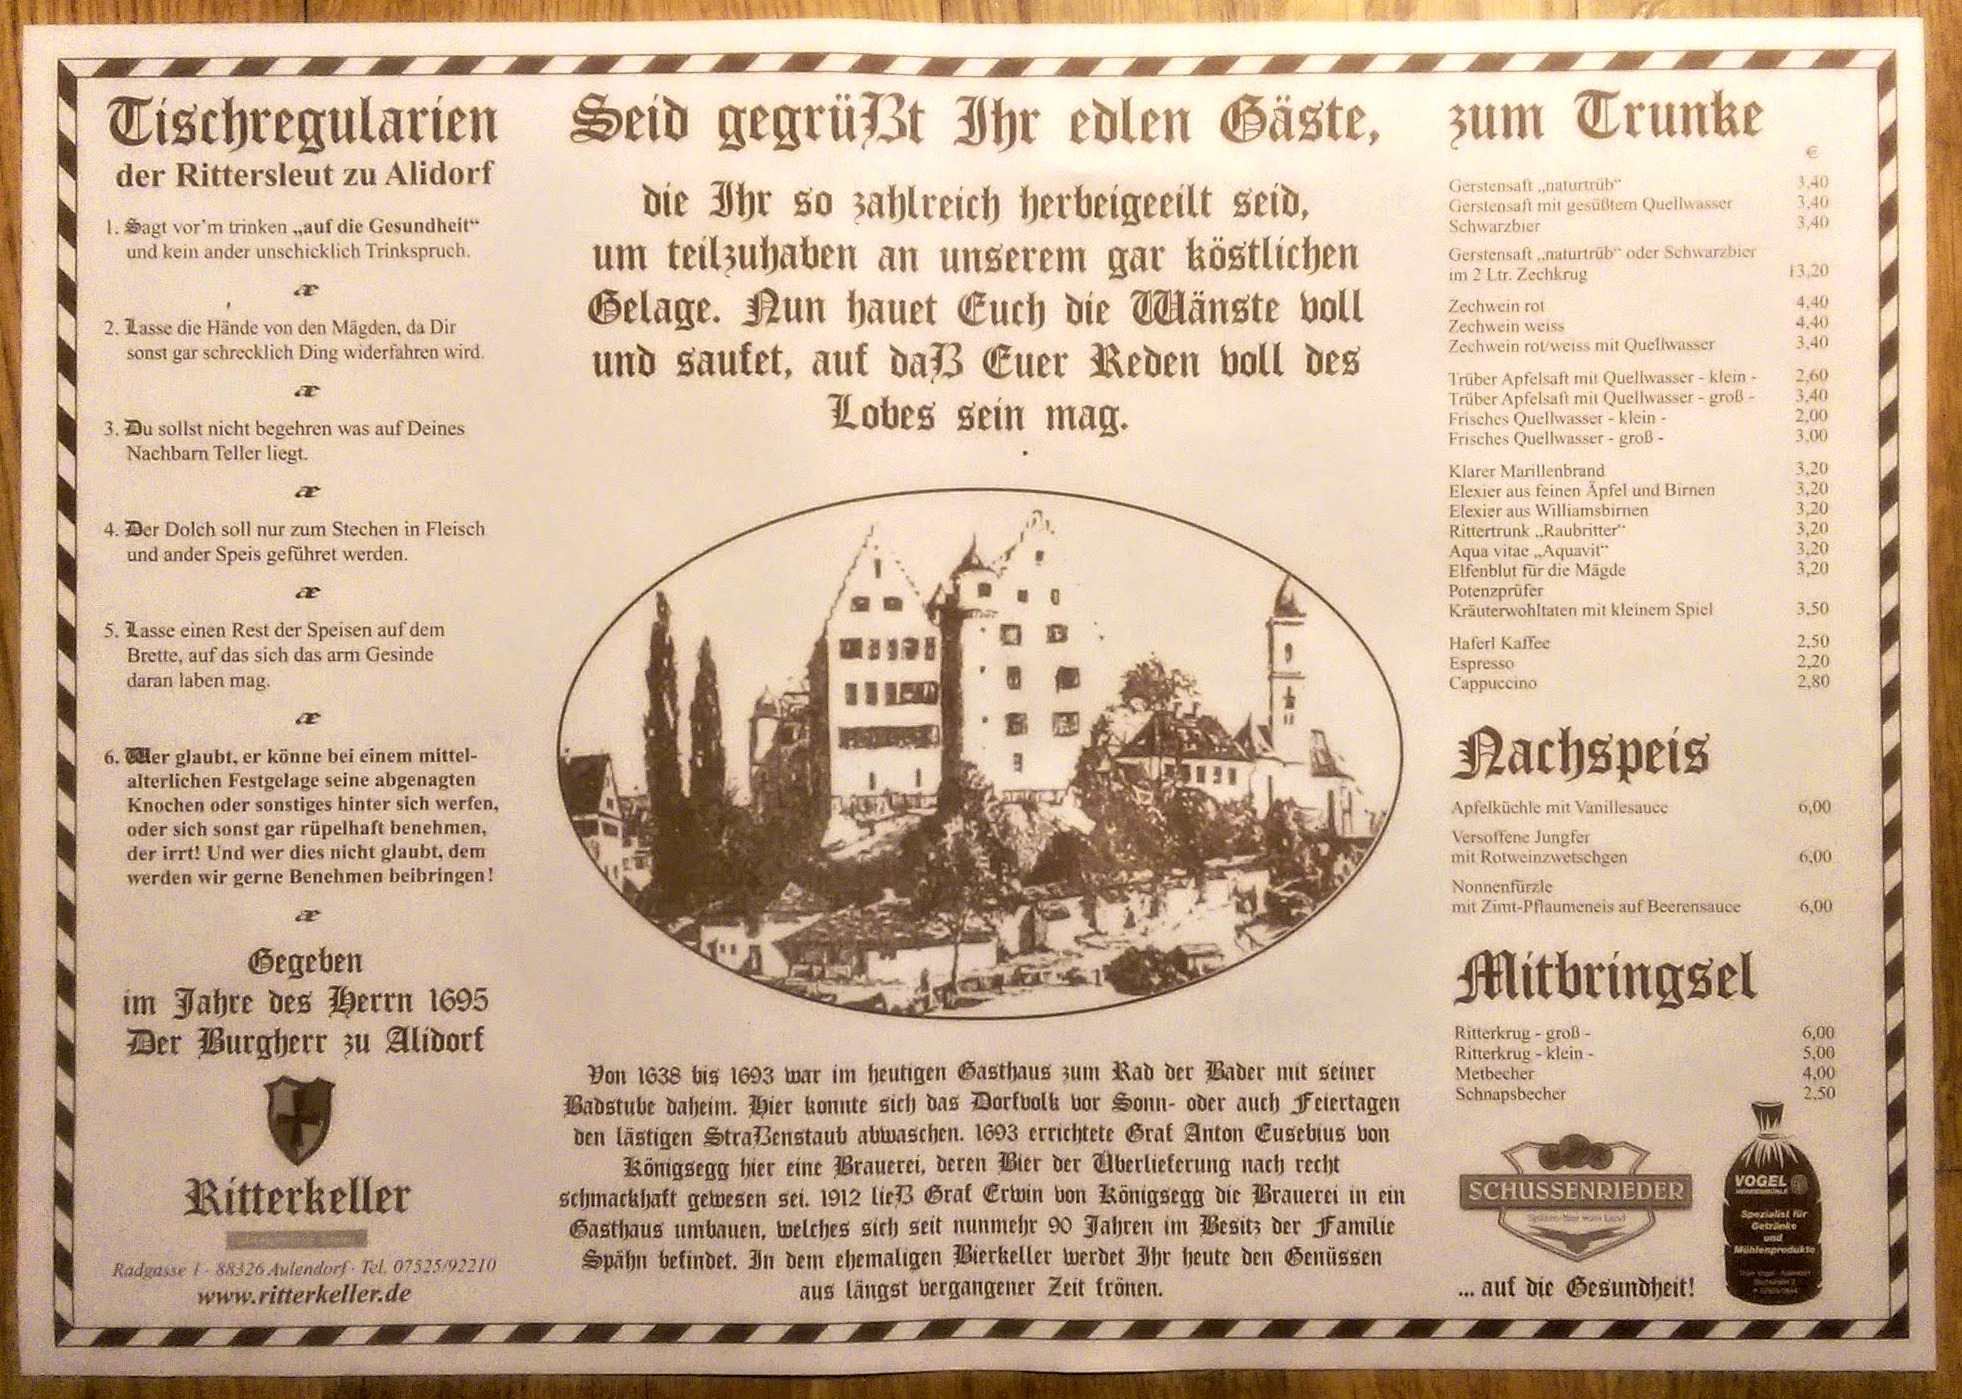 Tischregularien
der Rittersleut zu Alidorf
1. Sagt vor'm trinken „auf die Gesundheit“
und kein ander unschicklich Trinkspruch.
æ
2. Lasse die Hände von den Mägden, da Dir
sonst gar schrecklich Ding widerfahren wird.
æ
3. Du sollst nicht begehren was auf Deines
Nachbarn Teller liegt.
æ
4. Der Dolch soll nur zum Stechen in Fleisch
und ander Speis geführet werden.
æ
5. Lasse einen Rest der Speisen auf dem
Brette, auf das sich das arm Gesinde
daran laben mag.
æ
6. Wer glaubt, er könne bei einem mittel-
alterlichen Festgelage seine abgenagten
Knochen oder sonstiges hinter sich werfen,
oder sich sonst gar rüpelhaft benehmen,
der irrt! Und wer dies nicht glaubt, dem
werden wir gerne Benehmen beibringen!
æ
Gegeben
im Jahre des Herrn 1695
Der Burgherr zu Alidorf
Ritterkeller
Radgasse 1 · 88326 Aulendorf · Tel. 07525/92210
www.ritterkeller.de
Seid gegrüßt Ihr edlen Gäste,
die Ihr so zahlreich herbeigeeilt seid,
um teilzuhaben an unserem gar köstlichen
Gelage. Nun hauet Euch die Wänste voll
und saufet, auf daß Euer Reden voll des
Lobes sein mag.
Von 1638 bis 1693 war im heutigen Gasthaus zum Rad der Bader mit seiner
Badstube daheim. Hier konnte sich das Dorfvolk vor Sonn- oder auch Feiertagen
den lästigen Straßenstaub abwaschen. 1693 errichtete Graf Anton Eusebius von
Königsegg hier eine Brauerei, deren Bier der Überlieferung nach recht
schmackhaft gewesen sei. 1912 ließ Graf Erwin von Königsegg die Brauerei in ein
Gasthaus umbauen, welches sich seit nunmehr 90 Jahren im Besitz der Familie
Spähn befindet. In dem ehemaligen Bierkeller werdet Ihr heute den Genüssen
aus längst vergangener Zeit frönen.
zum Trunke
€
Gerstensaft „naturtrüb“ 3,40
Gerstensaft mit gesüßtem Quellwasser 3,40
Schwarzbier 3,40
Gerstensaft „naturtrüb“ oder Schwarzbier
im 2 Ltr. Zechkrug 13,20
Zechwein rot 4,40
Zechwein weiss 4,40
Zechwein rot/weiss mit Quellwasser 3,40
Trüber Apfelsaft mit Quellwasser - klein - 2,60
Trüber Apfelsaft mit Quellwasser - groß - 3,40
Frisches Quellwasser - klein - 2,00
Frisches Quellwasser - groß - 3,00
Klarer Marillenbrand 3,20
Elexier aus feinen Äpfel und Birnen 3,20
Elexier aus Williamsbirnen 3,20
Rittertrunk „Raubritter“ 3,20
Aqua vitae „Aquavit“ 3,20
Elfenblut für die Mägde 3,20
Potenzprüfer
Kräuterwohltaten mit kleinem Spiel 3,50
Haferl Kaffee 2,50
Espresso 2,20
Cappuccino 2,80
Nachspeis
Apfelküchle mit Vanillesauce 6,00
Versoffene Jungfer
mit Rotweinzwetschgen 6,00
Nonnenfürzle
mit Zimt-Pflaumeneis auf Beerensauce 6,00
Mitbringsel
Ritterkrug - groß - 6,00
Ritterkrug - klein - 5,00
Metbecher 4,00
Schnapsbecher 2,50
SCHUSSENRIEDER
... auf die Gesundheit!
VOGEL
Spezialist für
Getränke
und
Mühlenprodukte